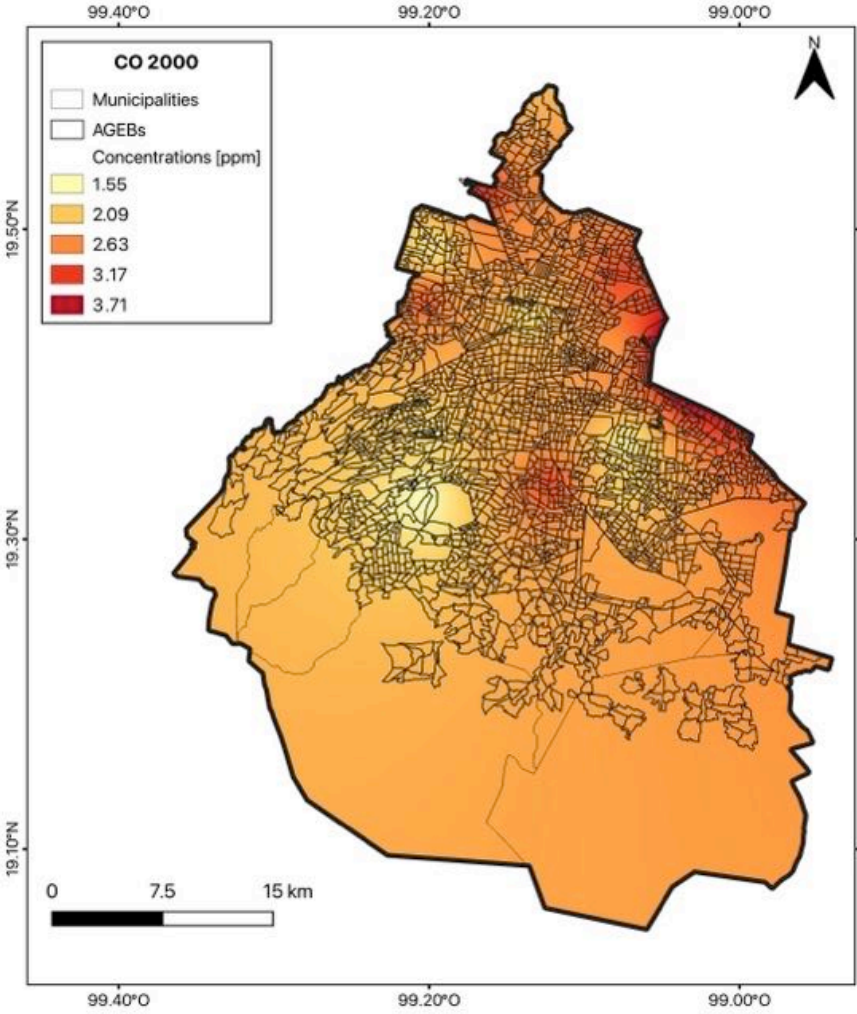 99.40°O 99.20°O 99.00°O
CO 2000
Municipalities
AGEBs
Concentrations [ppm]
1.55
2.09
2.63
3.17
3.71
N
19.50°N
19.30°N
19.10°N
0 7.5 15 km
99.40°O 99.20°O 99.00°O